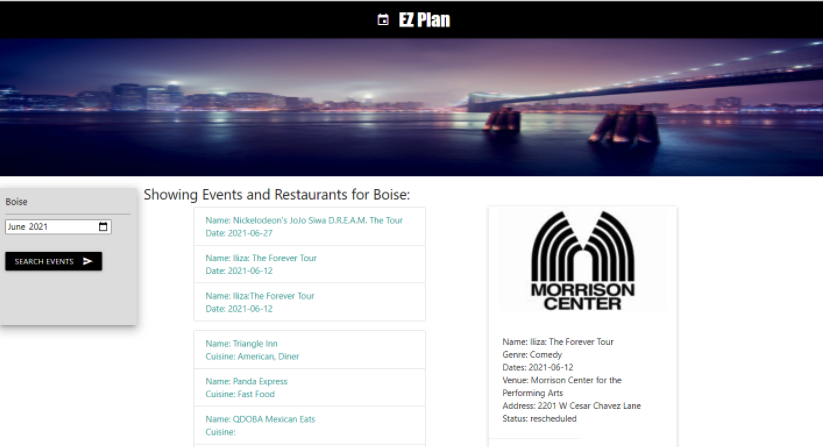 EZ Plan
Boise
June 2021
SEARCH EVENTS
Showing Events and Restaurants for Boise:
Name: Nickelodeon's JoJo Siwa D.R.E.A.M. The Tour
Date: 2021-06-27
Name: Iliza: The Forever Tour
Date: 2021-06-12
Name: Iliza:The Forever Tour
Date: 2021-06-12
Name: Triangle Inn
Cuisine: American, Diner
Name: Panda Express
Cuisine: Fast Food
Name: QDOBA Mexican Eats
Cuisine:
MORRISON
CENTER
Name: Iliza: The Forever Tour
Genre: Comedy
Dates: 2021-06-12
Venue: Morrison Center for the
Performing Arts
Address: 2201 W Cesar Chavez Lane
Status: rescheduled